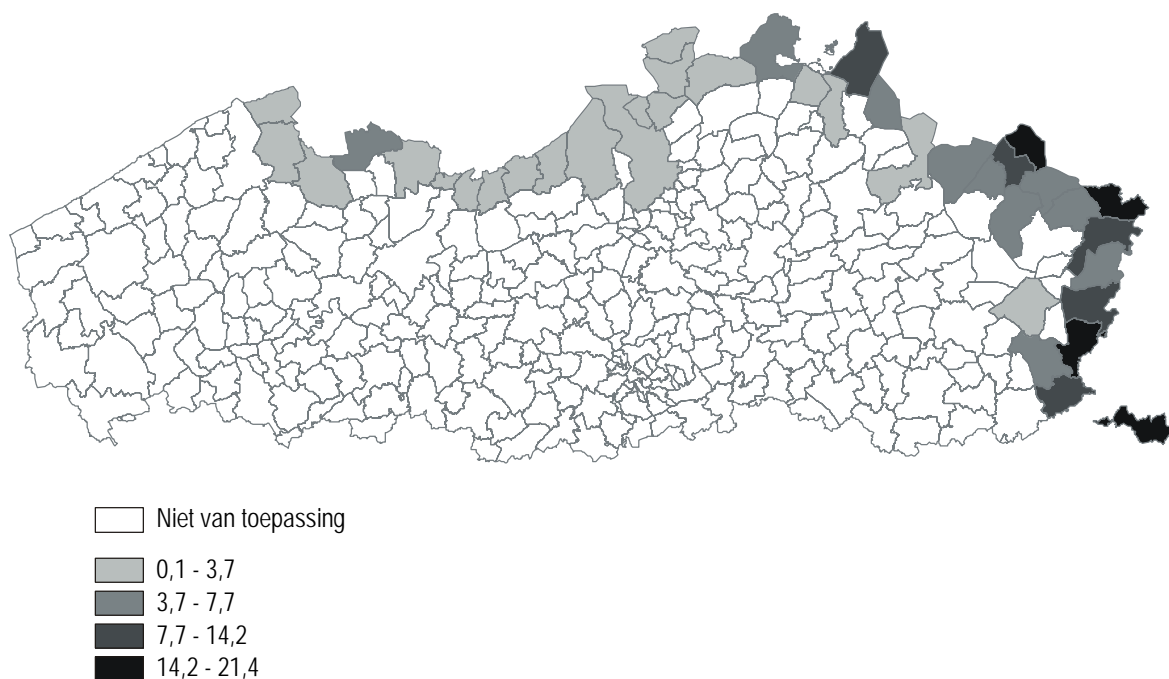 Niet van toepassing
0,1 - 3,7
3,7 - 7,7
7,7 - 14,2
14,2 - 21,4